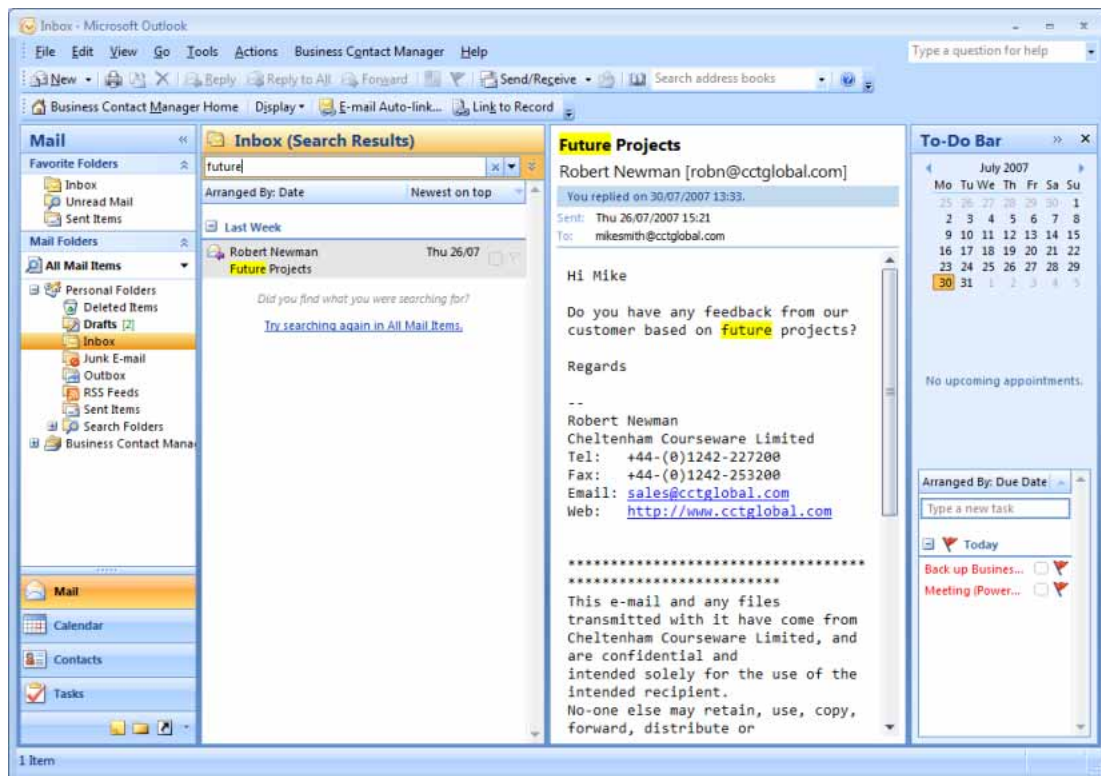 Inbox - Microsoft Outlook
File Edit View Go Tools Actions Business Contact Manager Help
Type a question for help
New Reply Reply to All Forward Send/Receive Search address books
Business Contact Manager Home Display E-mail Auto-link... Link to Record
Mail «
Favorite Folders
Inbox
Unread Mail
Sent Items
Mail Folders
All Mail Items
Personal Folders
Deleted Items
Drafts [2]
Inbox
Junk E-mail
Outbox
RSS Feeds
Sent Items
Search Folders
Business Contact Mana
Mail
Calendar
Contacts
Tasks
Inbox (Search Results)
future
Arranged By: Date Newest on top
Last Week
Robert Newman Thu 26/07
Future Projects
Did you find what you were searching for?
Try searching again in All Mail Items.
Future Projects
Robert Newman [robn@cctglobal.com]
You replied on 30/07/2007 13:33.
Sent: Thu 26/07/2007 15:21
To: mikesmith@cctglobal.com
Hi Mike
Do you have any feedback from our
customer based on future projects?
Regards
--
Robert Newman
Cheltenham Courseware Limited
Tel: +44-(0)1242-227200
Fax: +44-(0)1242-253200
Email: sales@cctglobal.com
Web: http://www.cctglobal.com
***********************************
*************************
This e-mail and any files
transmitted with it have come from
Cheltenham Courseware Limited, and
are confidential and
intended solely for the use of the
intended recipient.
No-one else may retain, use, copy,
forward, distribute or
To-Do Bar »
July 2007
Mo Tu We Th Fr Sa Su
25 26 27 28 29 30 1
2 3 4 5 6 7 8
9 10 11 12 13 14 15
16 17 18 19 20 21 22
23 24 25 26 27 28 29
30 31 1 2 3 4 5
No upcoming appointments.
Arranged By: Due Date
Type a new task
Today
Back up Busines...
Meeting (Power...
1 Item